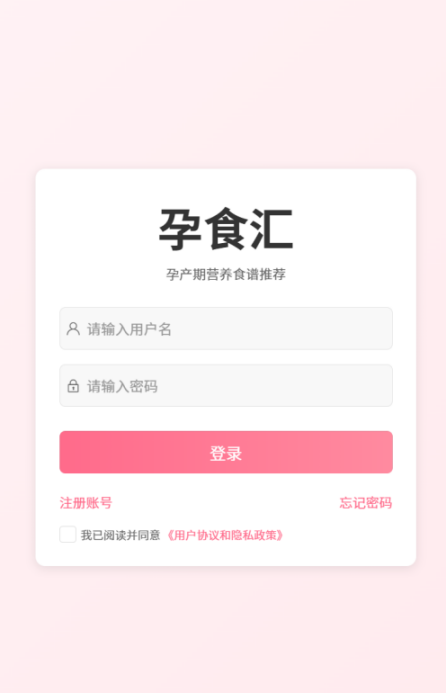 孕食汇
孕产期营养食谱推荐
请输入用户名
请输入密码
登录
注册账号 忘记密码
我已阅读并同意《用户协议和隐私政策》